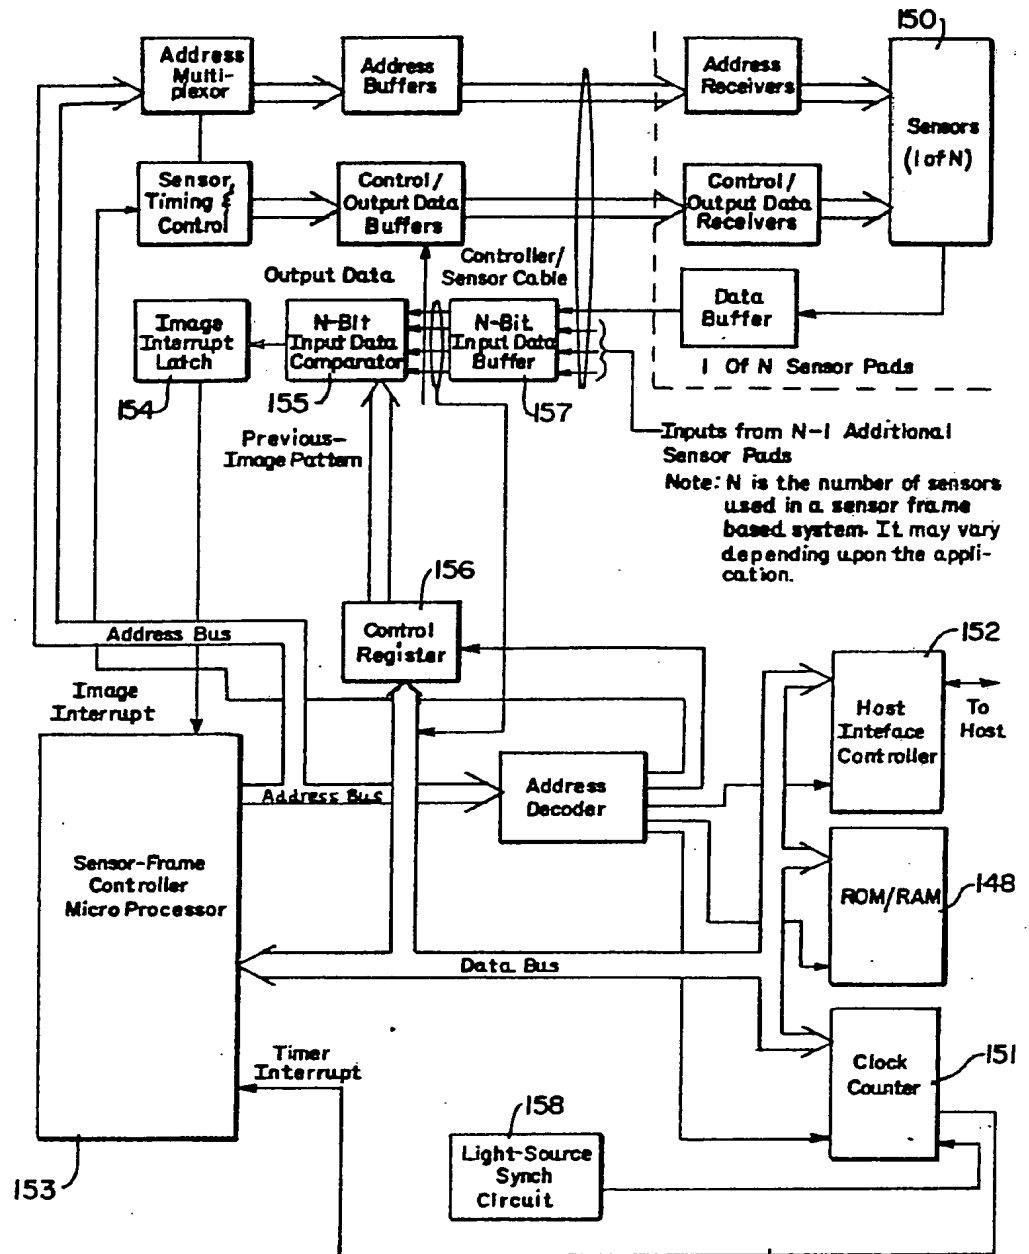 150
Address
Multi-
plexor
Address
Buffers
Address
Receivers
Sensors
(1 of N)
Sensor
Timing &
Control
Control/
Output Data
Buffers
Control/
Output Data
Receivers
Output Data
Controller/
Sensor Cable
Image
Interrupt
Latch
N-Bit
Input Data
Comparator
N-Bit
Input Data
Buffer
Data
Buffer
1 Of N Sensor Pads
154
155
157
Previous-
Image Pattern
Inputs from N-1 Additional
Sensor Pads
Note: N is the number of sensors
used in a sensor frame
based system. It may vary
depending upon the appli-
cation.
156
Control
Register
Address Bus
152
Image
Interrupt
Host
Inteface
Controller
To
Host
Address Bus
Address
Decoder
Sensor-Frame
Controller
Micro Processor
ROM/RAM
148
Data Bus
Timer
Interrupt
Clock
Counter
151
158
Light-Source
Synch
Circuit
153